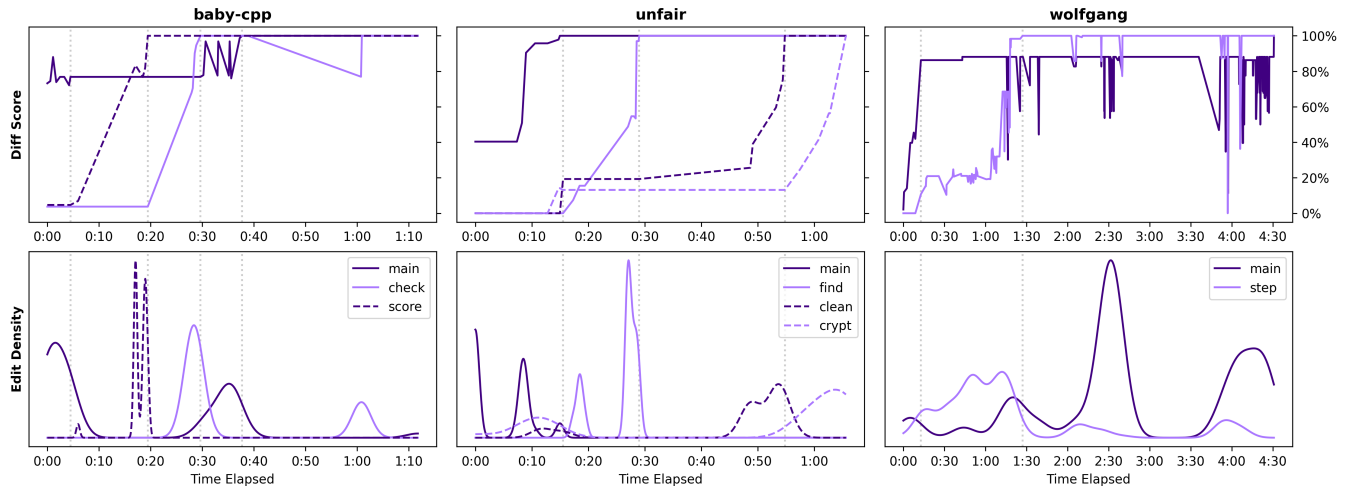 baby-cpp
unfair
wolfgang
Diff Score
100%
80%
60%
40%
20%
0%
0:00 0:10 0:20 0:30 0:40 0:50 1:00 1:10
0:00 0:10 0:20 0:30 0:40 0:50 1:00
0:00 0:30 1:00 1:30 2:00 2:30 3:00 3:30 4:00 4:30
Edit Density
main
check
score
main
find
clean
crypt
main
step
0:00 0:10 0:20 0:30 0:40 0:50 1:00 1:10
0:00 0:10 0:20 0:30 0:40 0:50 1:00
0:00 0:30 1:00 1:30 2:00 2:30 3:00 3:30 4:00 4:30
Time Elapsed
Time Elapsed
Time Elapsed